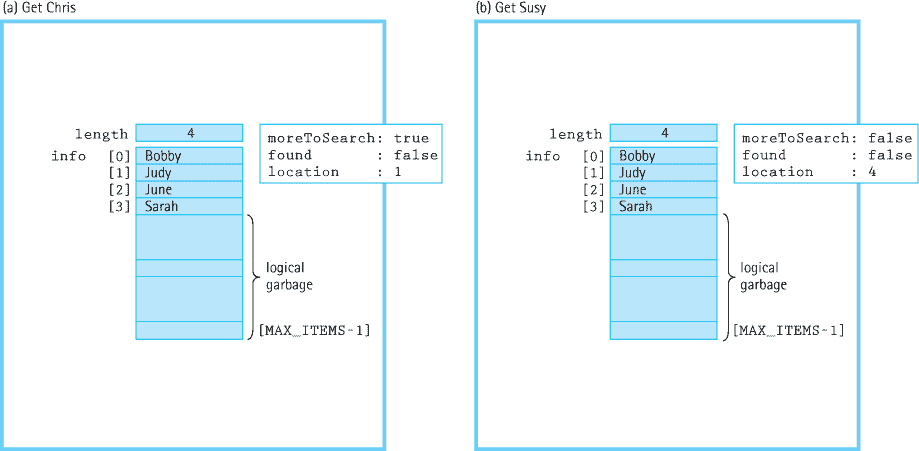 (a) Get Chris
length 4
info [0] Bobby
[1] Judy
[2] June
[3] Sarah
moreToSearch: true
found : false
location : 1
logical
garbage
[MAX_ITEMS-1]
(b) Get Susy
length 4
info [0] Bobby
[1] Judy
[2] June
[3] Sarah
moreToSearch: false
found : false
location : 4
logical
garbage
[MAX_ITEMS-1]